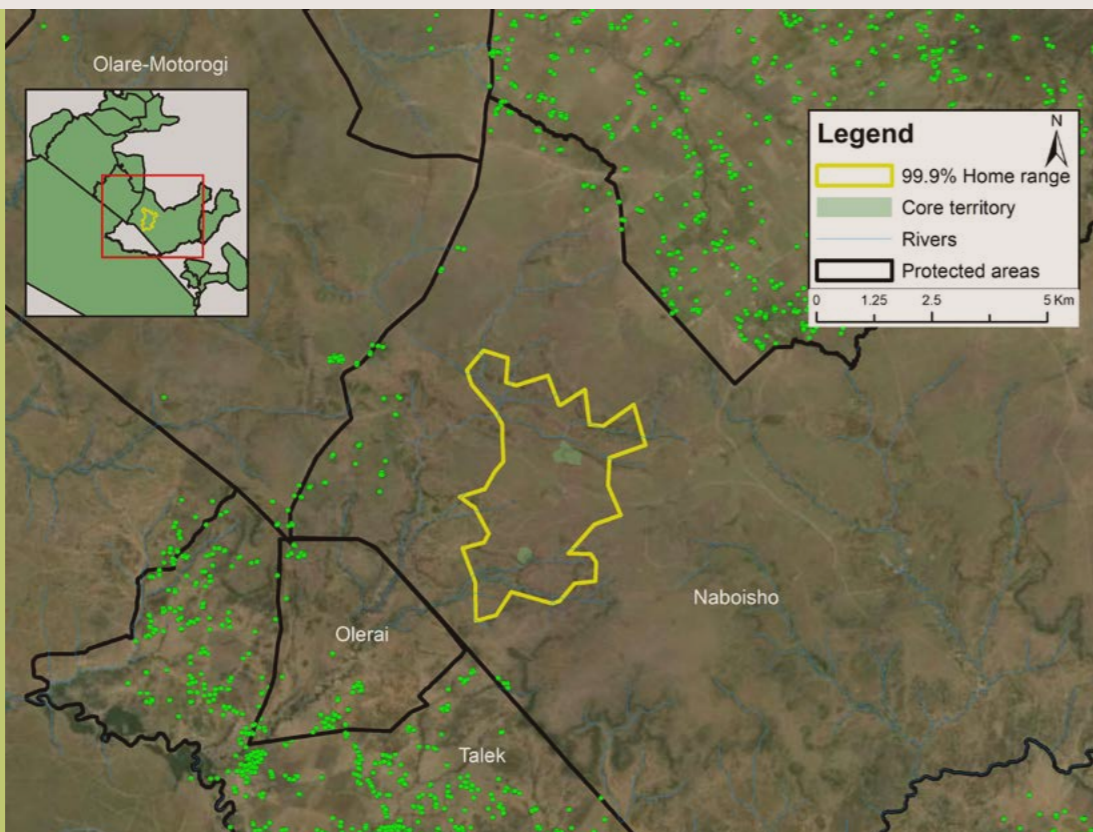 Olare-Motorogi
Legend
N
99.9% Home range
Core territory
Rivers
Protected areas
0 1.25 2.5 5 Km
Naboisho
Olerai
Talek